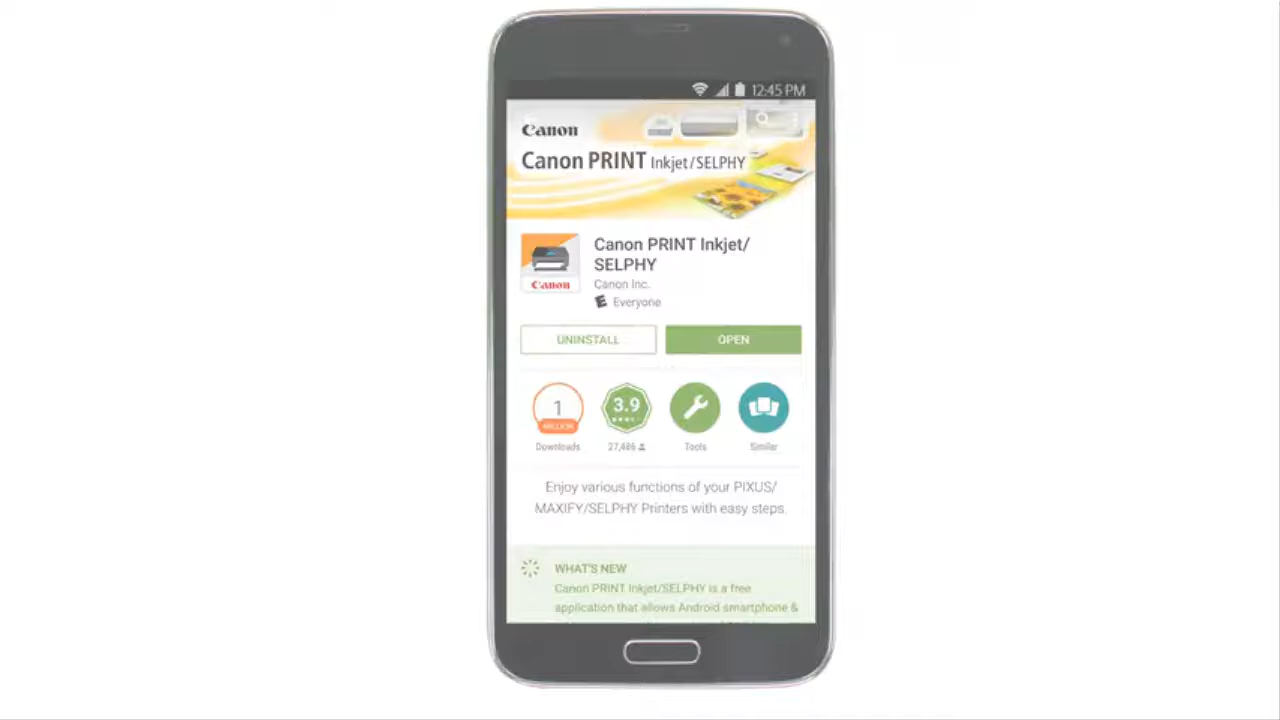 12:45 PM
Canon
Canon PRINT Inkjet/SELPHY
Canon PRINT Inkjet/
SELPHY
Canon Inc.
E Everyone
Canon
UNINSTALL
OPEN
1
MILLION
3.9
Downloads
27,486
Tools
Similar
Enjoy various functions of your PIXUS/
MAXIFY/SELPHY Printers with easy steps.
WHAT'S NEW
Canon PRINT Inkjet/SELPHY is a free
application that allows Android smartphone &